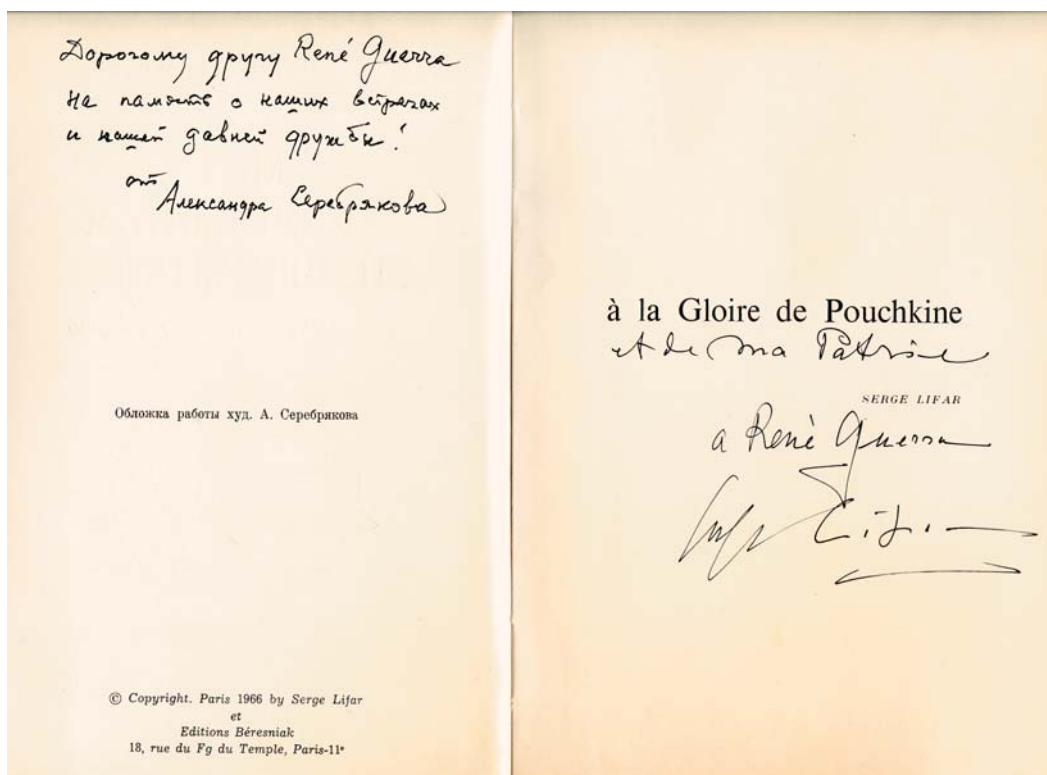 Дорогому другу René Guerra
на память о наших встречах
и нашей давней дружбы!
от
Александра Серебрякова
Обложка работы худ. А. Серебрякова
© Copyright. Paris 1966 by Serge Lifar
et
Editions Béresniak
18, rue du Fg du Temple, Paris-11ᵉ
à la Gloire de Pouchkine
et de ma Patrie
SERGE LIFAR
a René Guerra
Serge Lifar